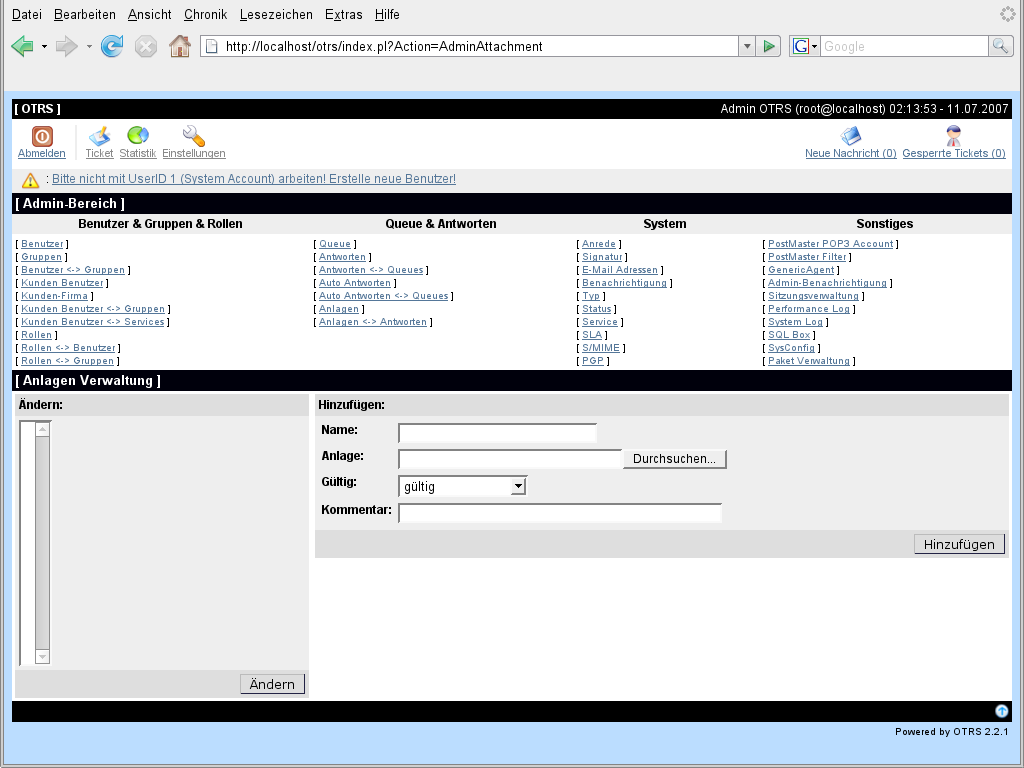 Datei Bearbeiten Ansicht Chronik Lesezeichen Extras Hilfe
http://localhost/otrs/index.pl?Action=AdminAttachment
G Google
[ OTRS ] Admin OTRS (root@localhost) 02:13:53 - 11.07.2007
Abmelden Ticket Statistik Einstellungen Neue Nachricht (0) Gesperrte Tickets (0)
: Bitte nicht mit UserID 1 (System Account) arbeiten! Erstelle neue Benutzer!
[ Admin-Bereich ]
Benutzer & Gruppen & Rollen Queue & Antworten System Sonstiges
[ Benutzer ] [ Queue ] [ Anrede ] [ PostMaster POP3 Account ]
[ Gruppen ] [ Antworten ] [ Signatur ] [ PostMaster Filter ]
[ Benutzer <-> Gruppen ] [ Antworten <-> Queues ] [ E-Mail Adressen ] [ GenericAgent ]
[ Kunden Benutzer ] [ Auto Antworten ] [ Benachrichtigung ] [ Admin-Benachrichtigung ]
[ Kunden-Firma ] [ Auto Antworten <-> Queues ] [ Typ ] [ Sitzungsverwaltung ]
[ Kunden Benutzer <-> Gruppen ] [ Anlagen ] [ Status ] [ Performance Log ]
[ Kunden Benutzer <-> Services ] [ Anlagen <-> Antworten ] [ Service ] [ System Log ]
[ Rollen ] [ SLA ] [ SQL Box ]
[ Rollen <-> Benutzer ] [ S/MIME ] [ SysConfig ]
[ Rollen <-> Gruppen ] [ PGP ] [ Paket Verwaltung ]
[ Anlagen Verwaltung ]
Ändern:
Ändern
Hinzufügen:
Name:
Anlage: Durchsuchen...
Gültig: gültig
Kommentar:
Hinzufügen
Powered by OTRS 2.2.1